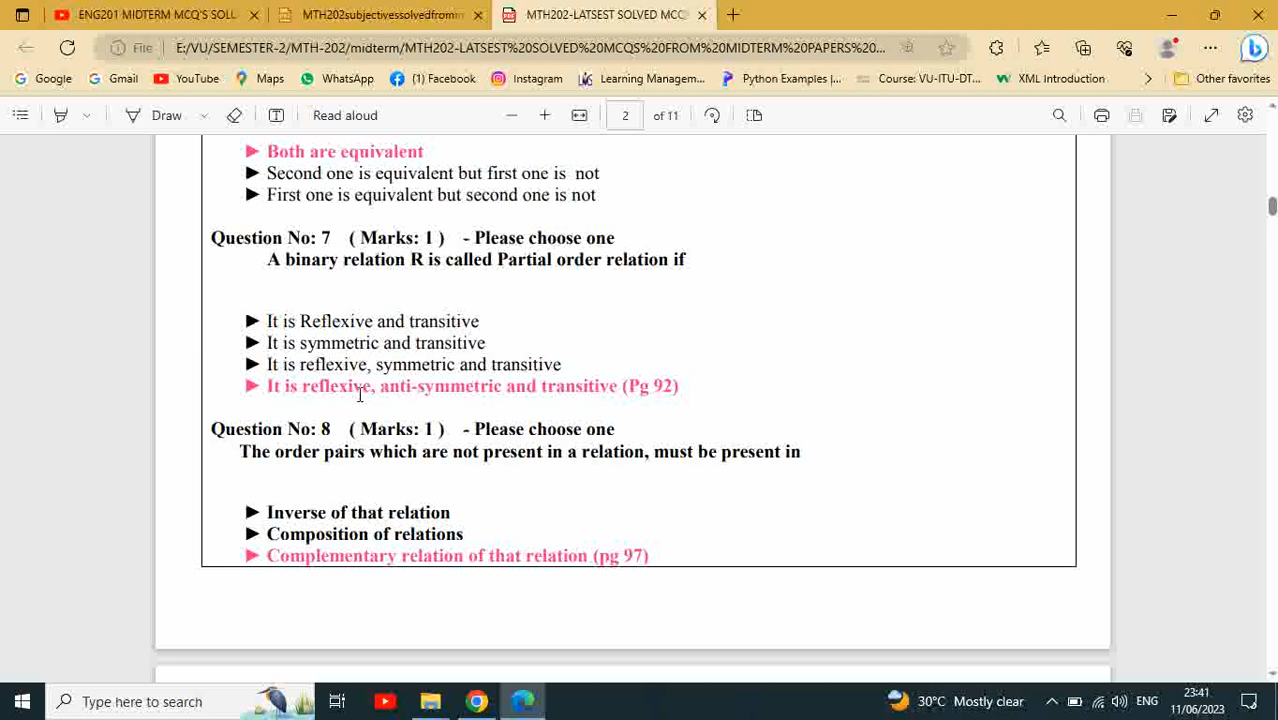 ENG201 MIDTERM MCQ'S SOLU
MTH202subjectivessolvedfromm
MTH202-LATSEST SOLVED MCQ
File
E:/VU/SEMESTER-2/MTH-202/midterm/MTH202-LATSEST%20SOLVED%20MCQS%20FROM%20MIDTERM%20PAPERS%20...
Google Gmail YouTube Maps WhatsApp (1) Facebook Instagram Learning Managem... Python Examples |... Course: VU-ITU-DT... XML Introduction Other favorites
Draw Read aloud 2 of 11
► Both are equivalent
► Second one is equivalent but first one is not
► First one is equivalent but second one is not
Question No: 7 ( Marks: 1 ) - Please choose one
A binary relation R is called Partial order relation if
► It is Reflexive and transitive
► It is symmetric and transitive
► It is reflexive, symmetric and transitive
► It is reflexive, anti-symmetric and transitive (Pg 92)
Question No: 8 ( Marks: 1 ) - Please choose one
The order pairs which are not present in a relation, must be present in
► Inverse of that relation
► Composition of relations
► Complementary relation of that relation (pg 97)
Type here to search
30°C Mostly clear
ENG
23:41
11/06/2023